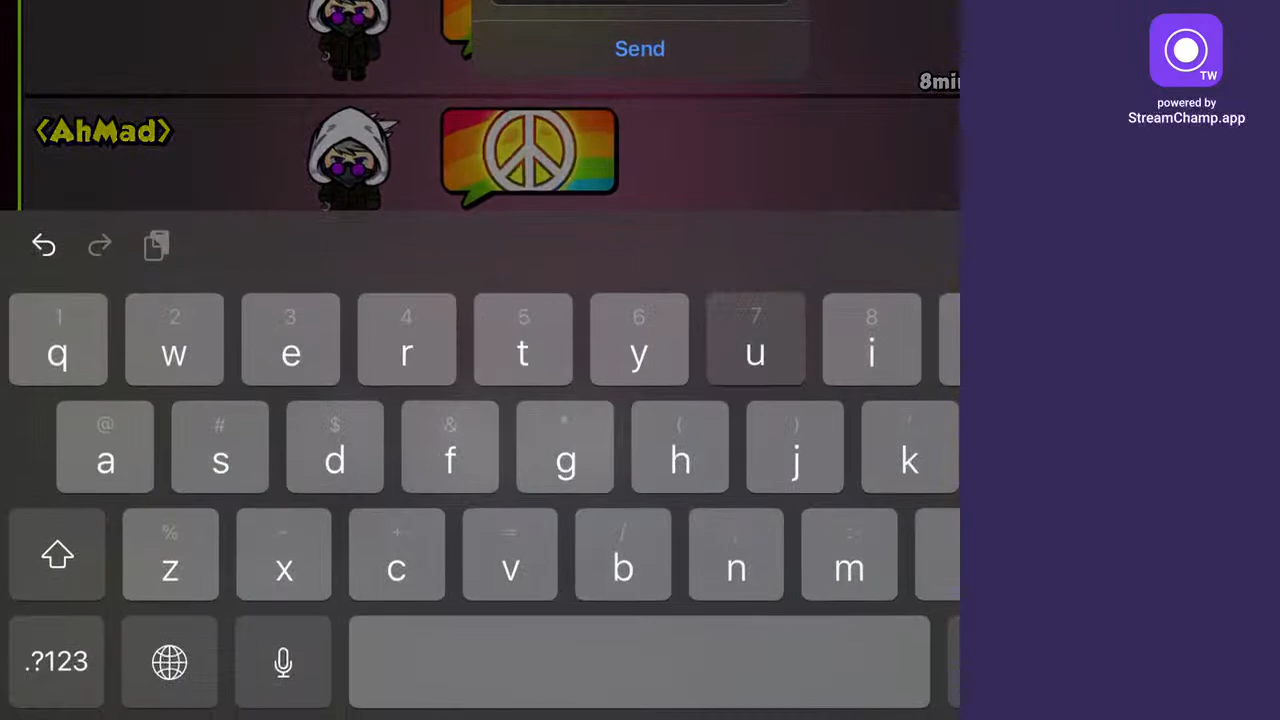 Send
8mi
<AhMad>
TW
powered by
StreamChamp.app
1 2 3 4 5 6 7 8
q w e r t y u i
@ # $ & * ( ) '
a s d f g h j k
% - + = /
z x c v b n m
.?123